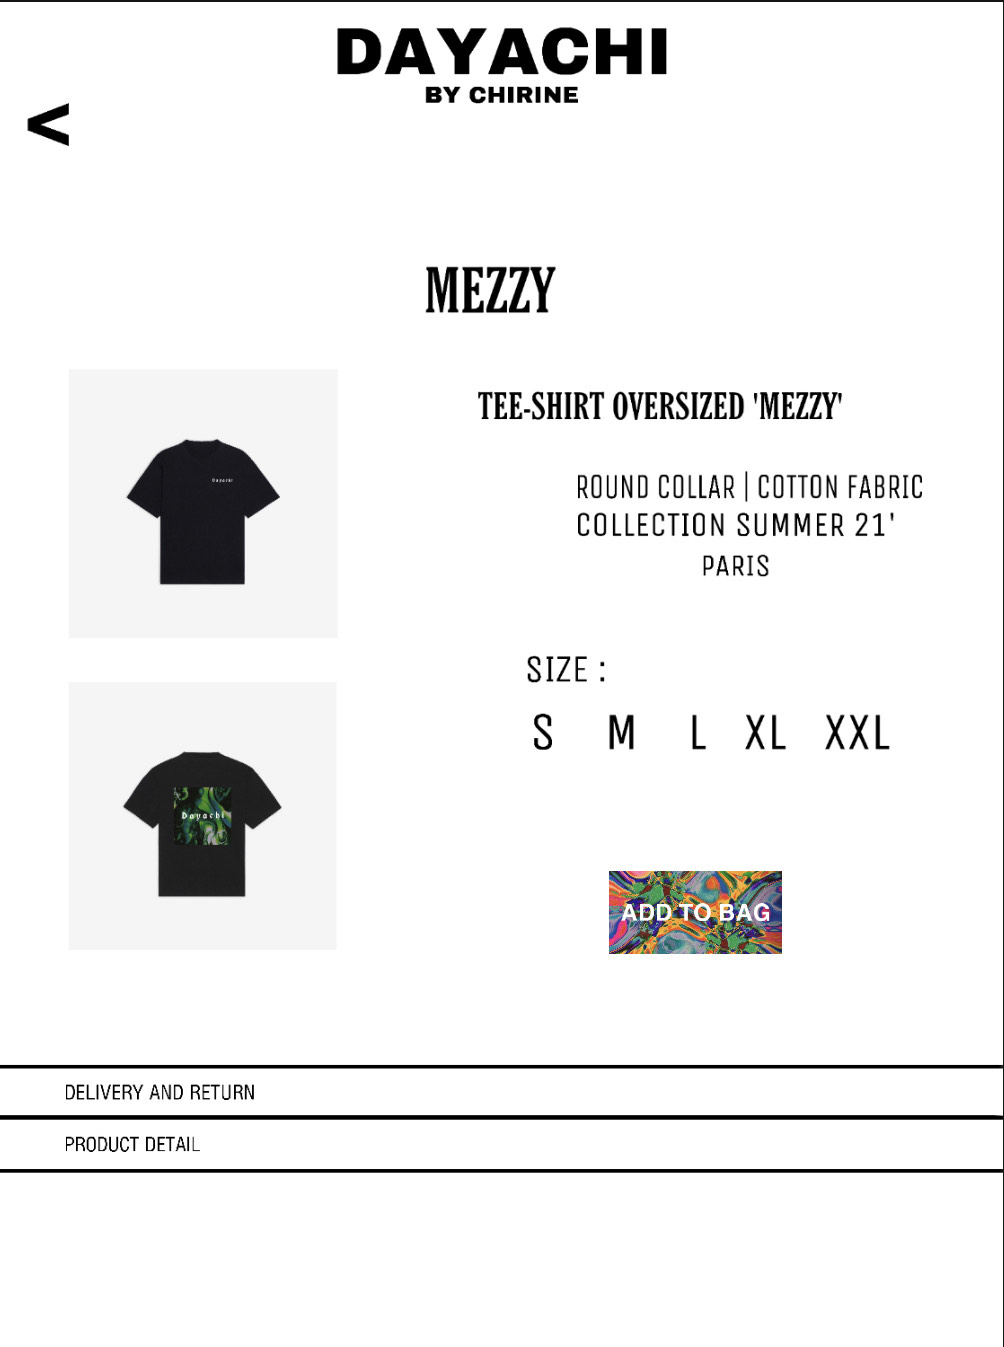 DAYACHI
BY CHIRINE
<
MEZZY
Dayachi
TEE-SHIRT OVERSIZED 'MEZZY'
ROUND COLLAR | COTTON FABRIC
COLLECTION SUMMER 21'
PARIS
SIZE :
S M L XL XXL
Dayachi
ADD TO BAG
DELIVERY AND RETURN
PRODUCT DETAIL